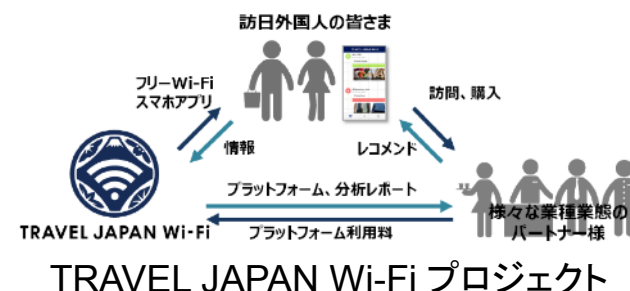 訪日外国人の皆さま
フリーWi-Fi
スマホアプリ
訪問、購入
情報
レコメンド
プラットフォーム、分析レポート
様々な業種業態の
パートナー様
TRAVEL JAPAN Wi-Fi
プラットフォーム利用料
TRAVEL JAPAN Wi-Fi プロジェクト